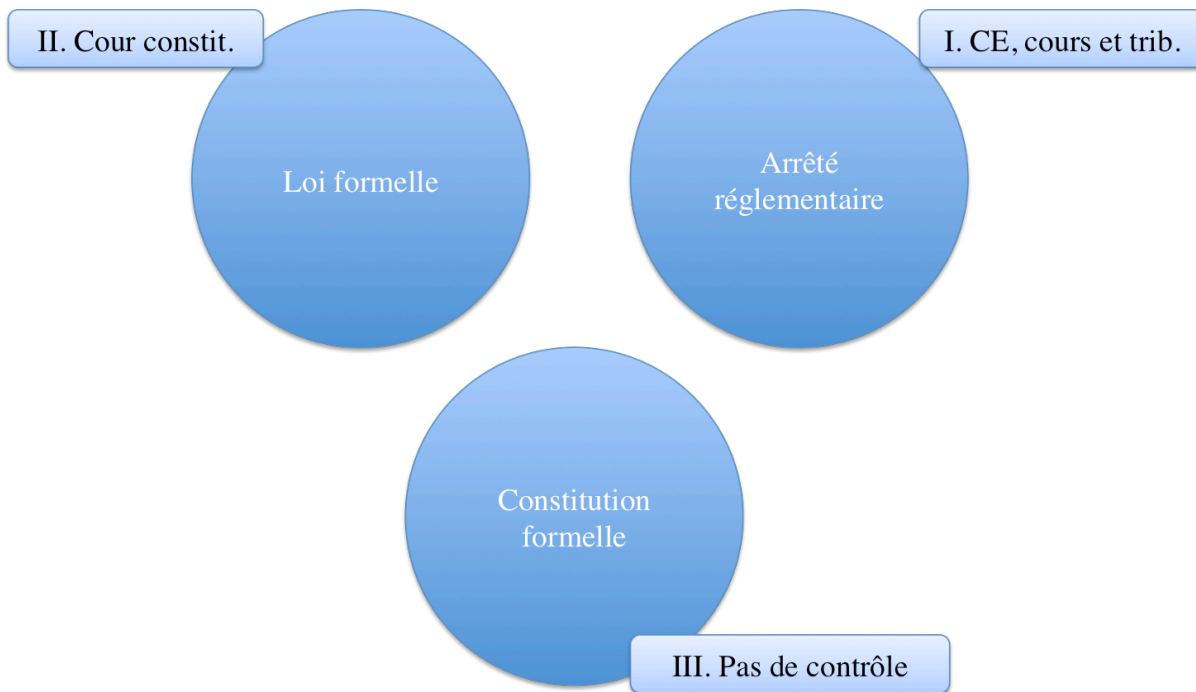 II. Cour constit.
I. CE, cours et trib.
Loi formelle
Arrêté
réglementaire
Constitution
formelle
III. Pas de contrôle